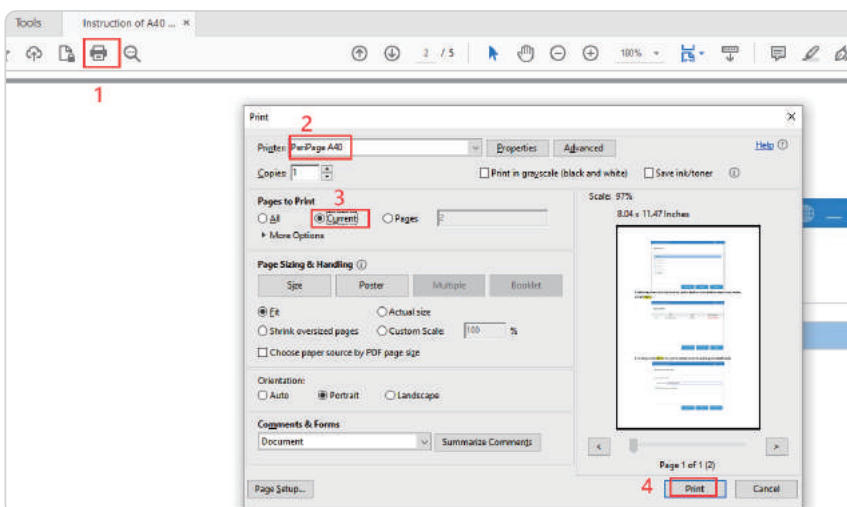 Tools Instruction of A40 ... ×
2 / 5 100%
1
Print ×
2
Printer: PeriPage A40 Properties Advanced Help
Copies: 1 Print in grayscale (black and white) Save ink/toner
Pages to Print Scale: 97%
3
All Current Pages 2 8.04 x 11.47 Inches
More Options
Page Sizing & Handling
Size Poster Multiple Booklet
Fit Actual size
Shrink oversized pages Custom Scale: 100 %
Choose paper source by PDF page size
Orientation:
Auto Portrait Landscape
Comments & Forms
Document Summarize Comments
< >
Page 1 of 1 (2)
Page Setup... 4 Print Cancel